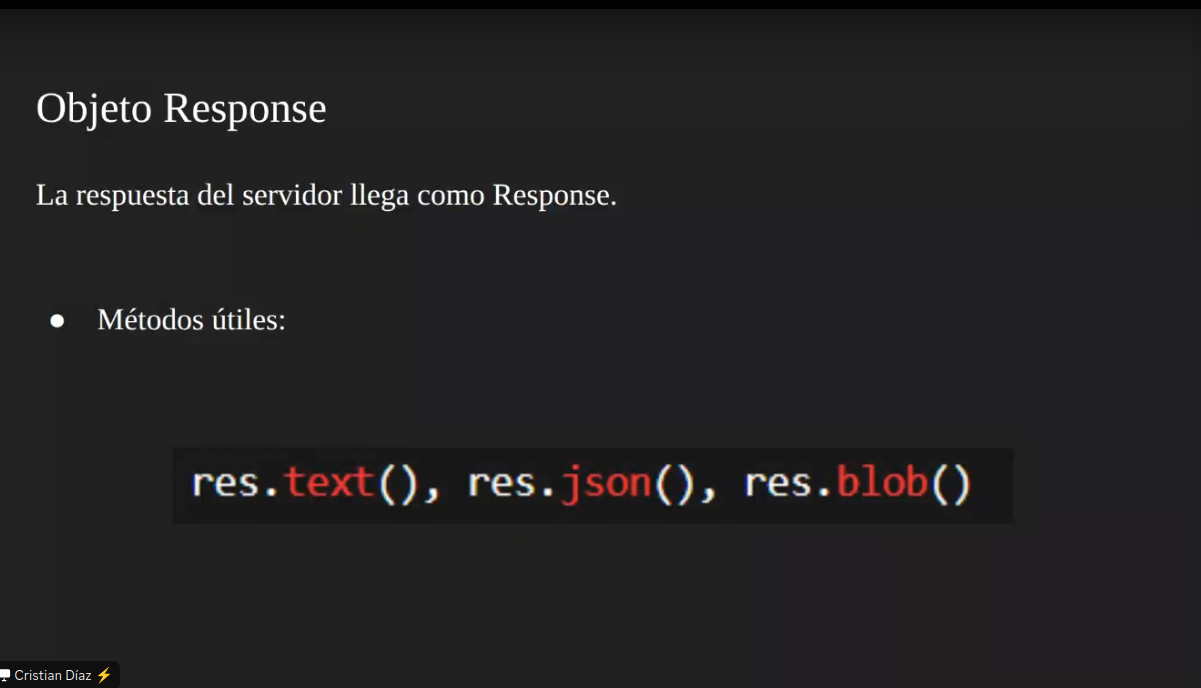 Objeto Response
La respuesta del servidor llega como Response.
● Métodos útiles:
res.text(), res.json(), res.blob()
Cristian Díaz ⚡